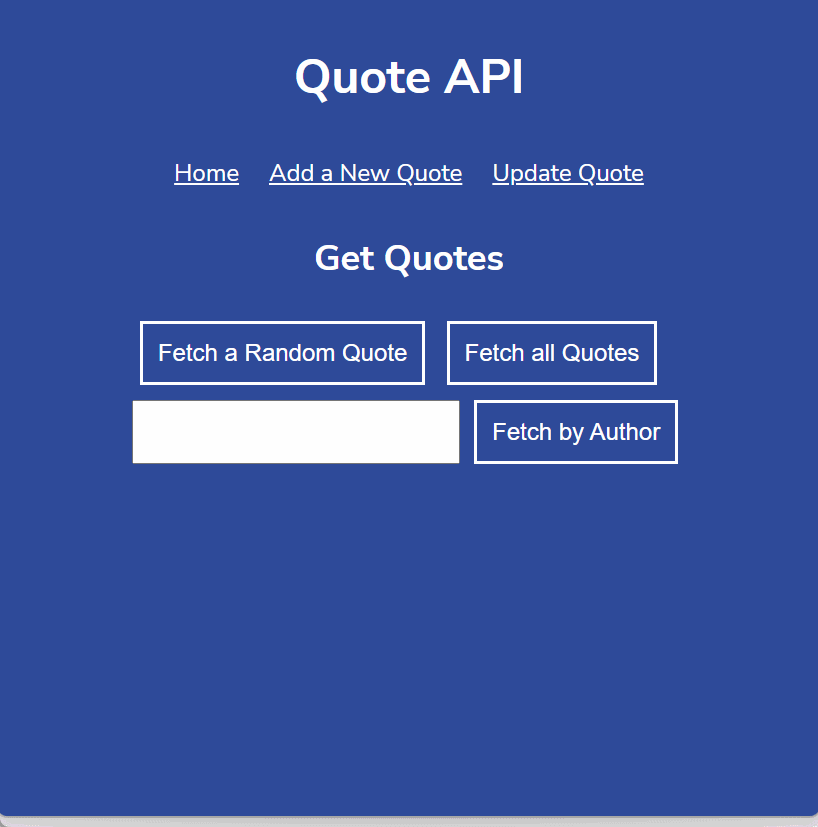 Quote API
Home Add a New Quote Update Quote
Get Quotes
Fetch a Random Quote Fetch all Quotes
Fetch by Author